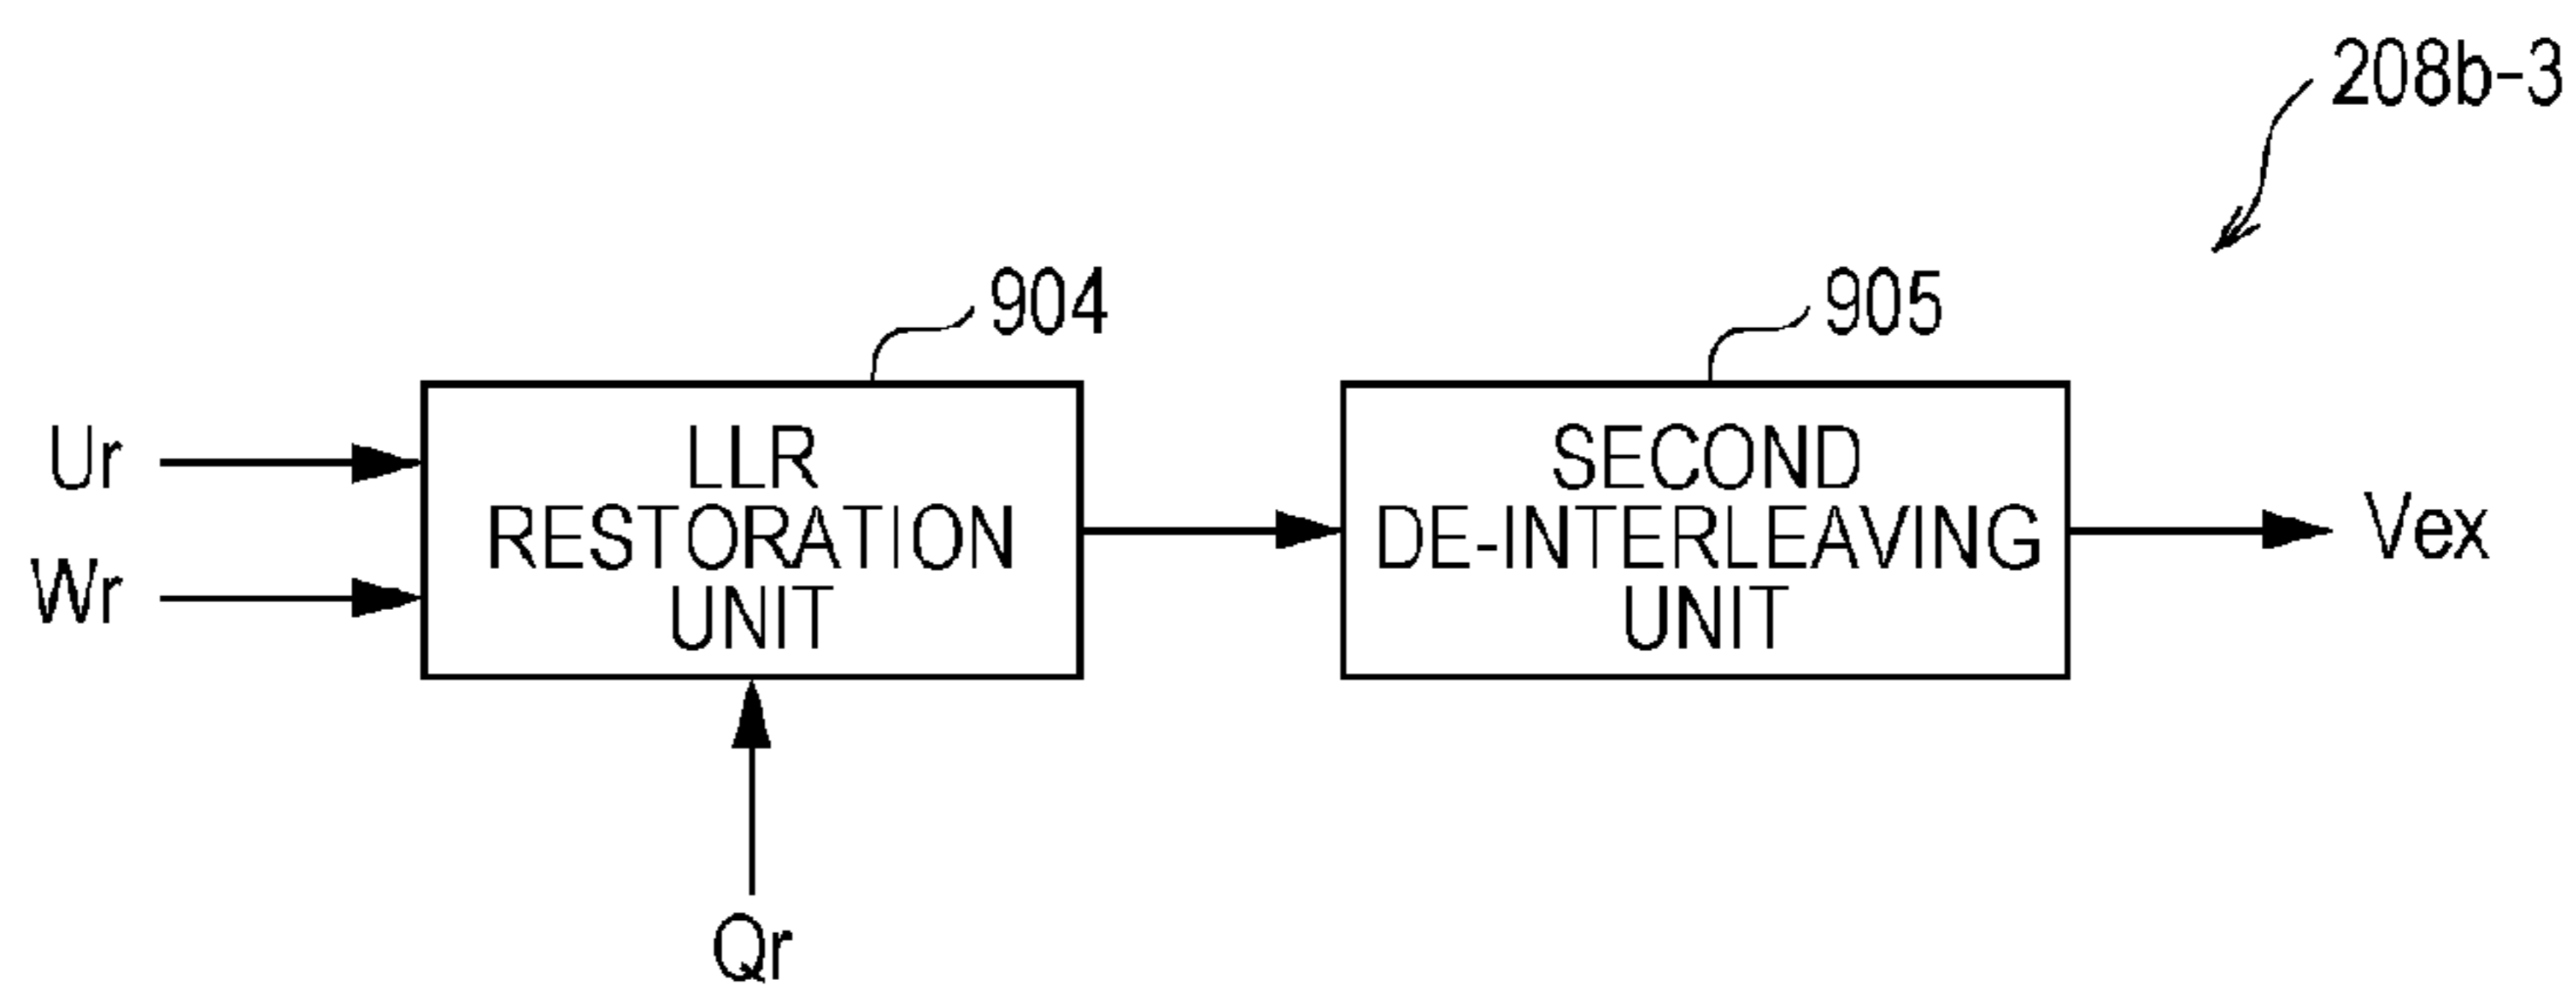 208b-3
904
905
Ur
Wr
LLR
RESTORATION
UNIT
SECOND
DE-INTERLEAVING
UNIT
Vex
Qr